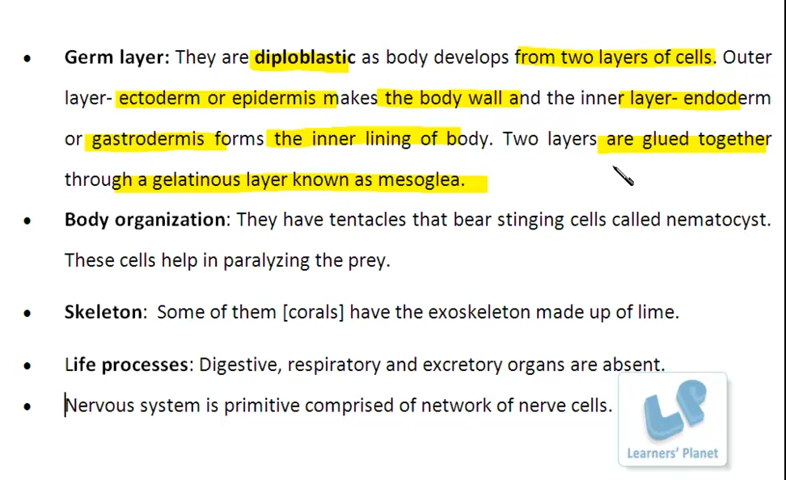 • Germ layer: They are diploblastic as body develops from two layers of cells. Outer
layer- ectoderm or epidermis makes the body wall and the inner layer- endoderm
or gastrodermis forms the inner lining of body. Two layers are glued together
through a gelatinous layer known as mesoglea.
• Body organization: They have tentacles that bear stinging cells called nematocyst.
These cells help in paralyzing the prey.
• Skeleton: Some of them [corals] have the exoskeleton made up of lime.
• Life processes: Digestive, respiratory and excretory organs are absent.
• Nervous system is primitive comprised of network of nerve cells.
LP
Learners' Planet